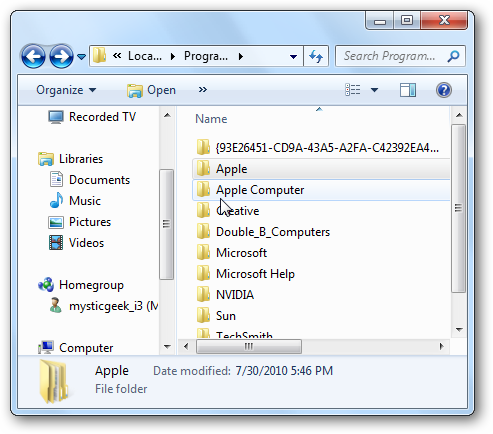 « Loca... ▸ Progra... ▸
Search Program...
Organize ▾ Open »
Name
Recorded TV
Libraries
Documents
Music
Pictures
Videos
Homegroup
mysticgeek_i3 (M
Computer
{93E26451-CD9A-43A5-A2FA-C42392EA4...
Apple
Apple Computer
Creative
Double_B_Computers
Microsoft
Microsoft Help
NVIDIA
Sun
TechSmith
Apple Date modified: 7/30/2010 5:46 PM
File folder